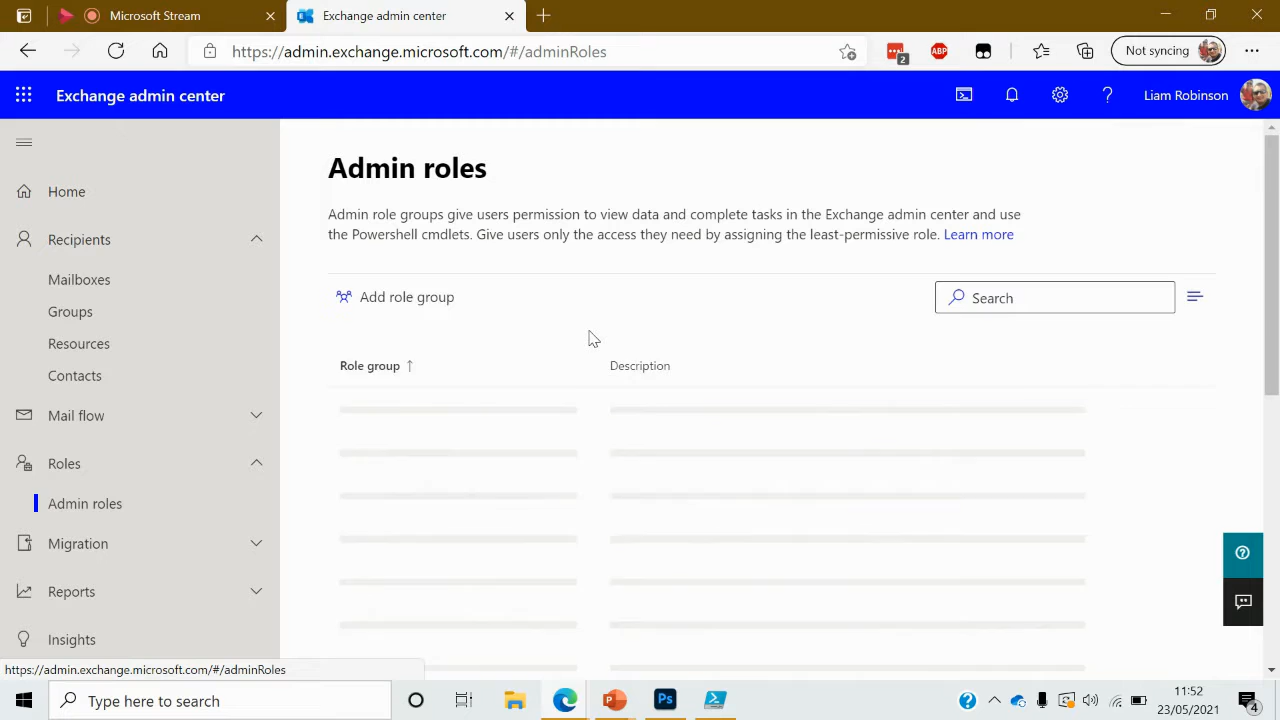 Microsoft Stream
Exchange admin center
https://admin.exchange.microsoft.com/#/adminRoles
2
ABP
Not syncing
Exchange admin center
Liam Robinson
Home
Recipients
Mailboxes
Groups
Resources
Contacts
Mail flow
Roles
Admin roles
Migration
Reports
Insights
Admin roles
Admin role groups give users permission to view data and complete tasks in the Exchange admin center and use
the Powershell cmdlets. Give users only the access they need by assigning the least-permissive role. Learn more
Add role group
Search
Role group ↑
Description
https://admin.exchange.microsoft.com/#/adminRoles
Type here to search
Ps
11:52
23/05/2021
4